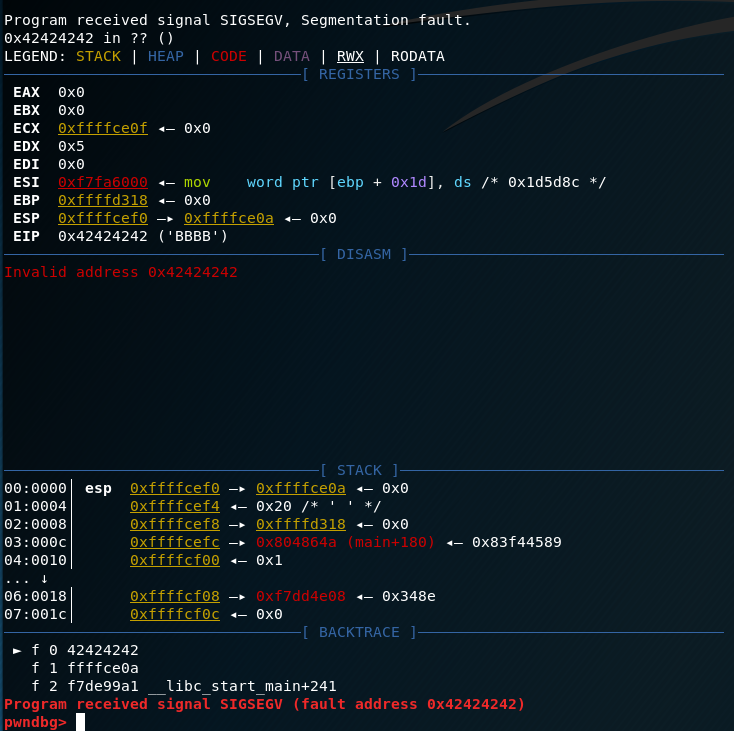 Program received signal SIGSEGV, Segmentation fault.
0x42424242 in ?? ()
LEGEND: STACK | HEAP | CODE | DATA | RWX | RODATA
[ REGISTERS ]
EAX 0x0
EBX 0x0
ECX 0xffffce0f ◂— 0x0
EDX 0x5
EDI 0x0
ESI 0xf7fa6000 ◂— mov word ptr [ebp + 0x1d], ds /* 0x1d5d8c */
EBP 0xffffd318 ◂— 0x0
ESP 0xffffcef0 —▸ 0xffffce0a ◂— 0x0
EIP 0x42424242 ('BBBB')
[ DISASM ]
Invalid address 0x42424242
[ STACK ]
00:0000│ esp 0xffffcef0 —▸ 0xffffce0a ◂— 0x0
01:0004│ 0xffffcef4 ◂— 0x20 /* ' ' */
02:0008│ 0xffffcef8 —▸ 0xffffd318 ◂— 0x0
03:000c│ 0xffffcefc —▸ 0x804864a (main+180) ◂— 0x83f44589
04:0010│ 0xffffcf00 ◂— 0x1
... ↓
06:0018│ 0xffffcf08 —▸ 0xf7dd4e08 ◂— 0x348e
07:001c│ 0xffffcf0c ◂— 0x0
[ BACKTRACE ]
► f 0 42424242
f 1 ffffce0a
f 2 f7de99a1 __libc_start_main+241
Program received signal SIGSEGV (fault address 0x42424242)
pwndbg>